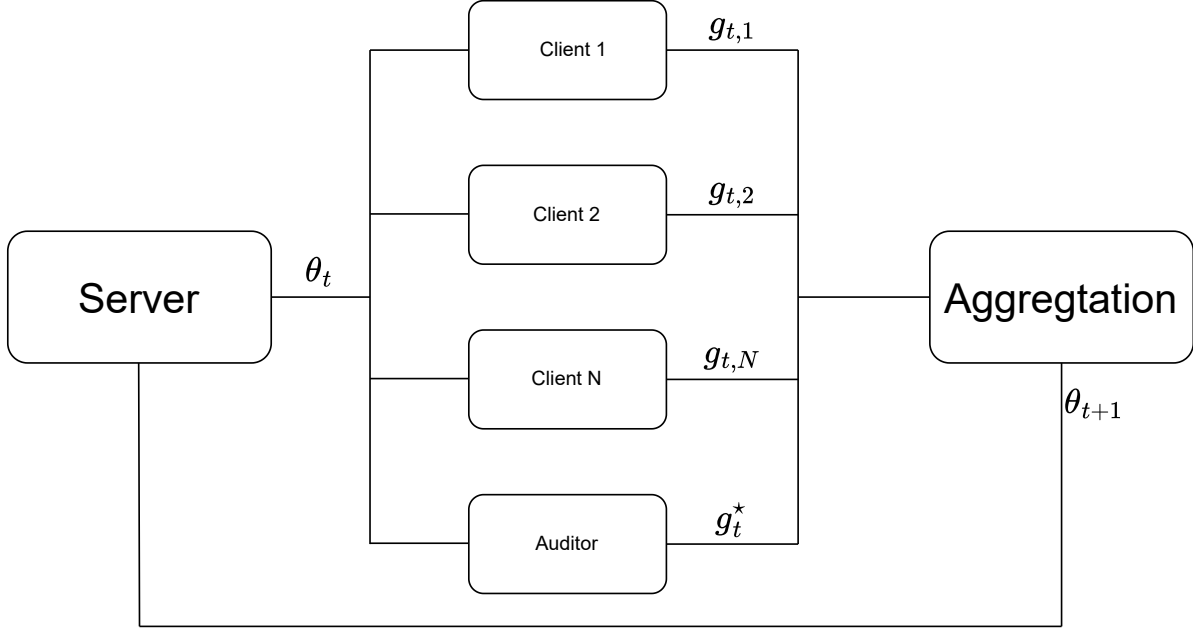 Client 1
g_{t,1}
Client 2
g_{t,2}
Server
θ_t
Aggregtation
Client N
g_{t,N}
θ_{t+1}
Auditor
g_t^⋆